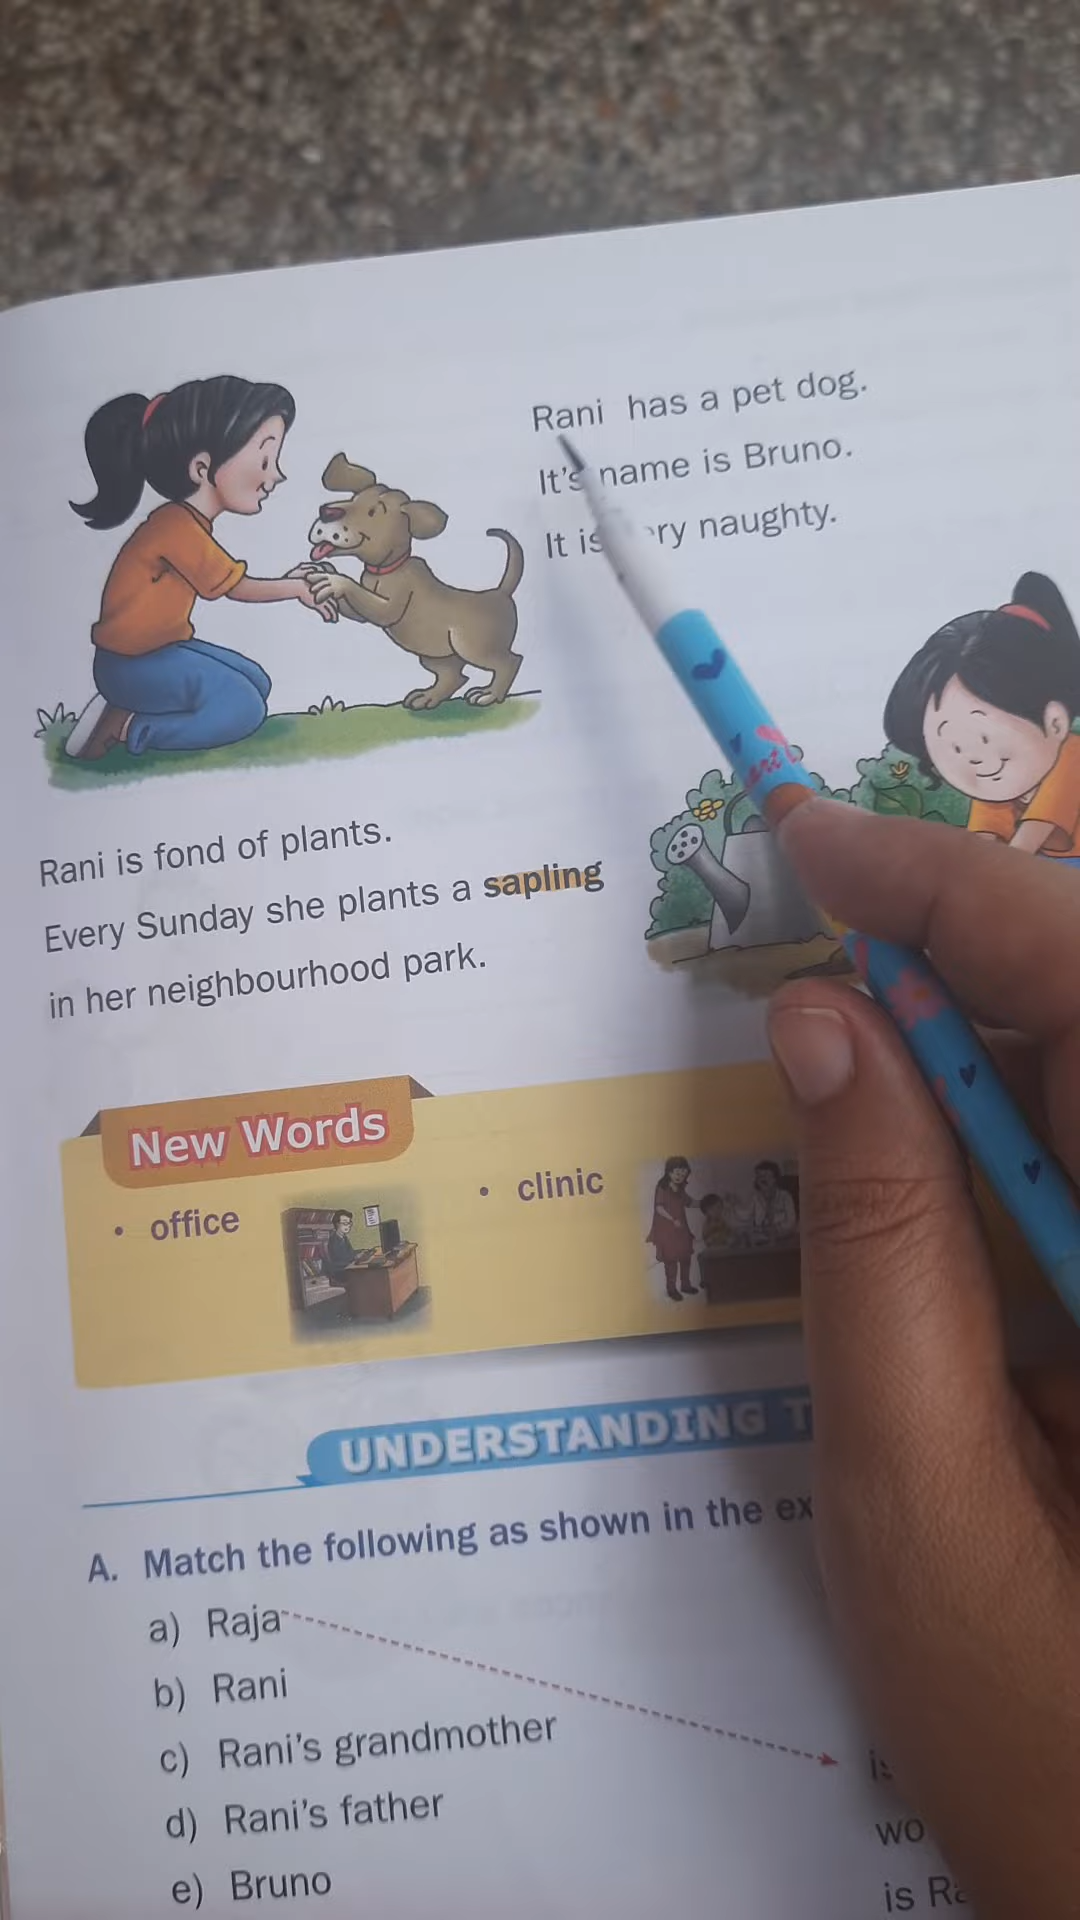 Rani has a pet dog.
It's name is Bruno.
It is naughty.
Rani is fond of plants.
Every Sunday she plants a sapling
in her neighbourhood park.
New Words
• office
• clinic
UNDERSTANDING
A. Match the following as shown in the
a) Raja
b) Rani
c) Rani's grandmother
d) Rani's father
e) Bruno
is